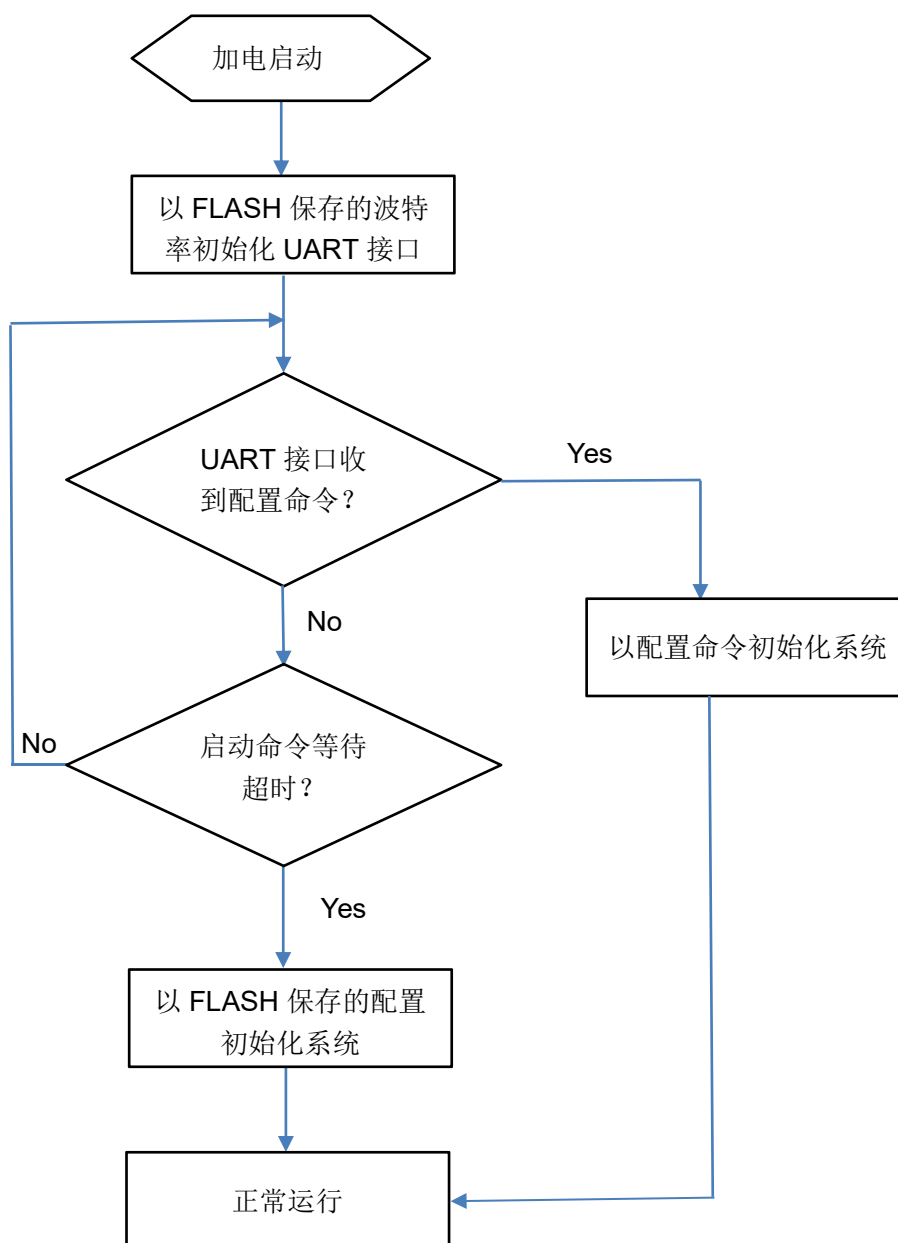 加电启动
以 FLASH 保存的波特
率初始化 UART 接口
UART 接口收
到配置命令？
Yes
No
以配置命令初始化系统
启动命令等待
超时？
No
Yes
以 FLASH 保存的配置
初始化系统
正常运行